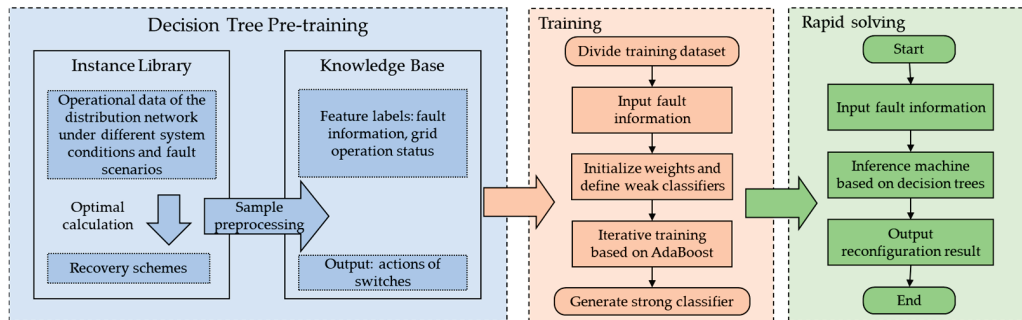 Decision Tree Pre-training
Instance Library
Operational data of the
distribution network
under different system
conditions and fault
scenarios
Optimal
calculation
Recovery schemes
Sample
preprocessing
Knowledge Base
Feature labels: fault
information, grid
operation status
Output: actions of
switches
Training
Divide training dataset
Input fault
information
Initialize weights and
define weak classifiers
Iterative training
based on AdaBoost
Generate strong classifier
Rapid solving
Start
Input fault information
Inference machine
based on decision trees
Output
reconfiguration result
End